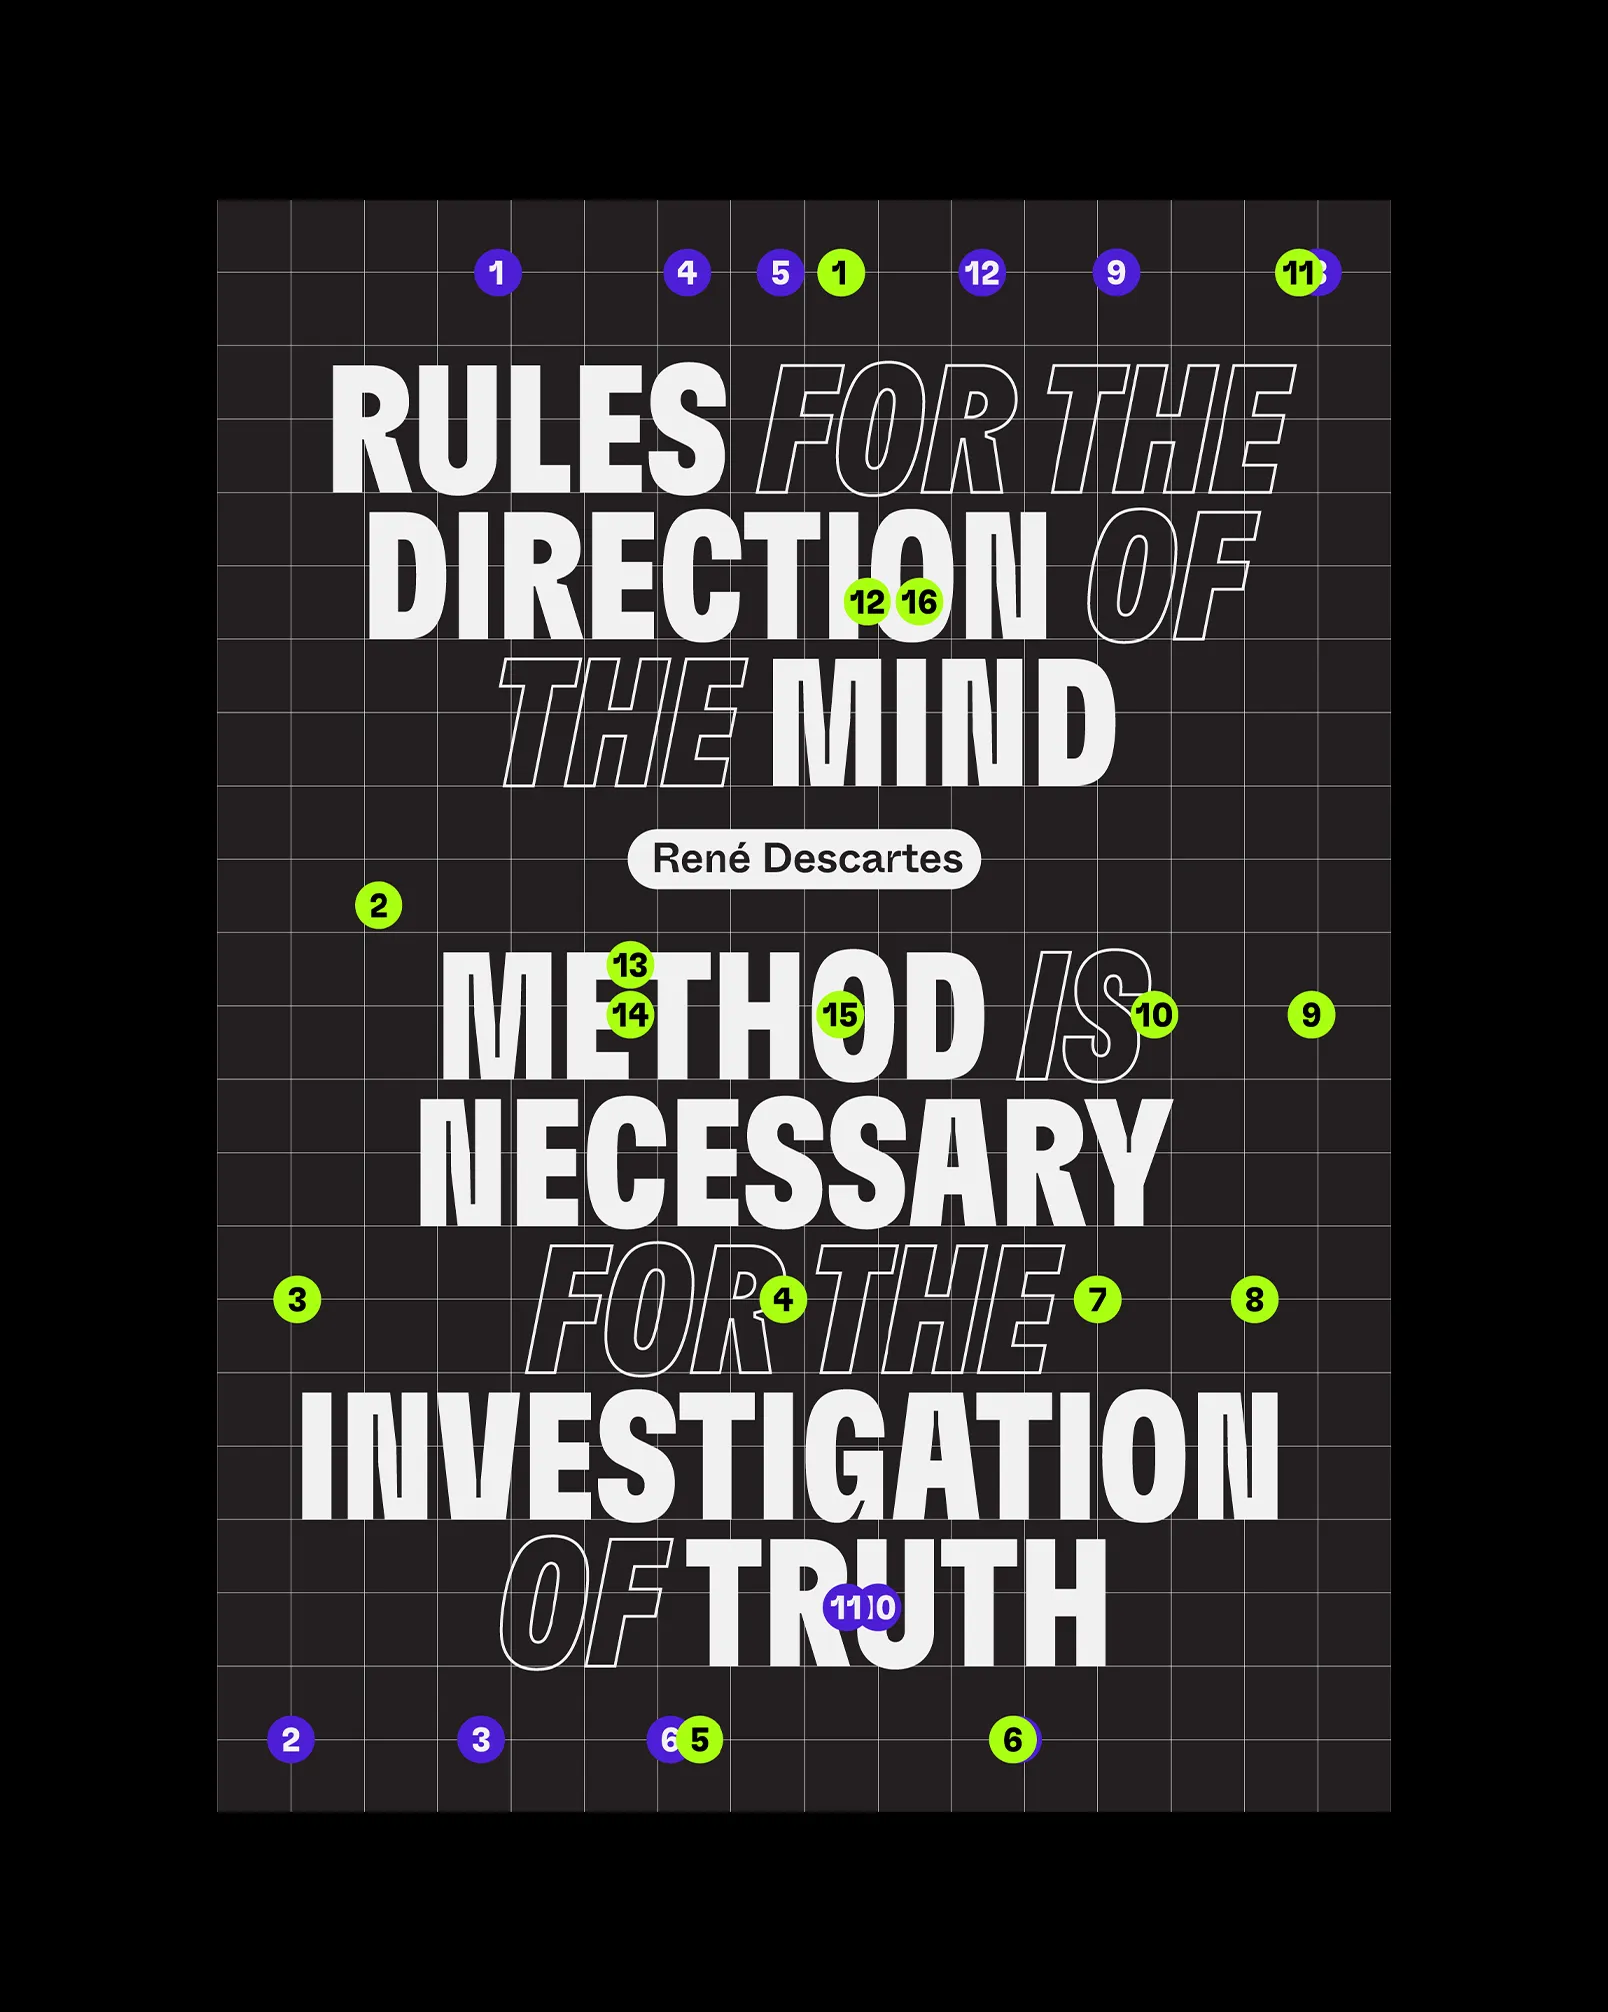 1 4 5 1 12 9 11
RULES FOR THE
DIRECTION OF
12 16
THE MIND
René Descartes
2
METHOD IS
13
14 15 10 9
NECESSARY
FOR THE
3 4 7 8
INVESTIGATION
OF TRUTH
11
2 3 6 5 6